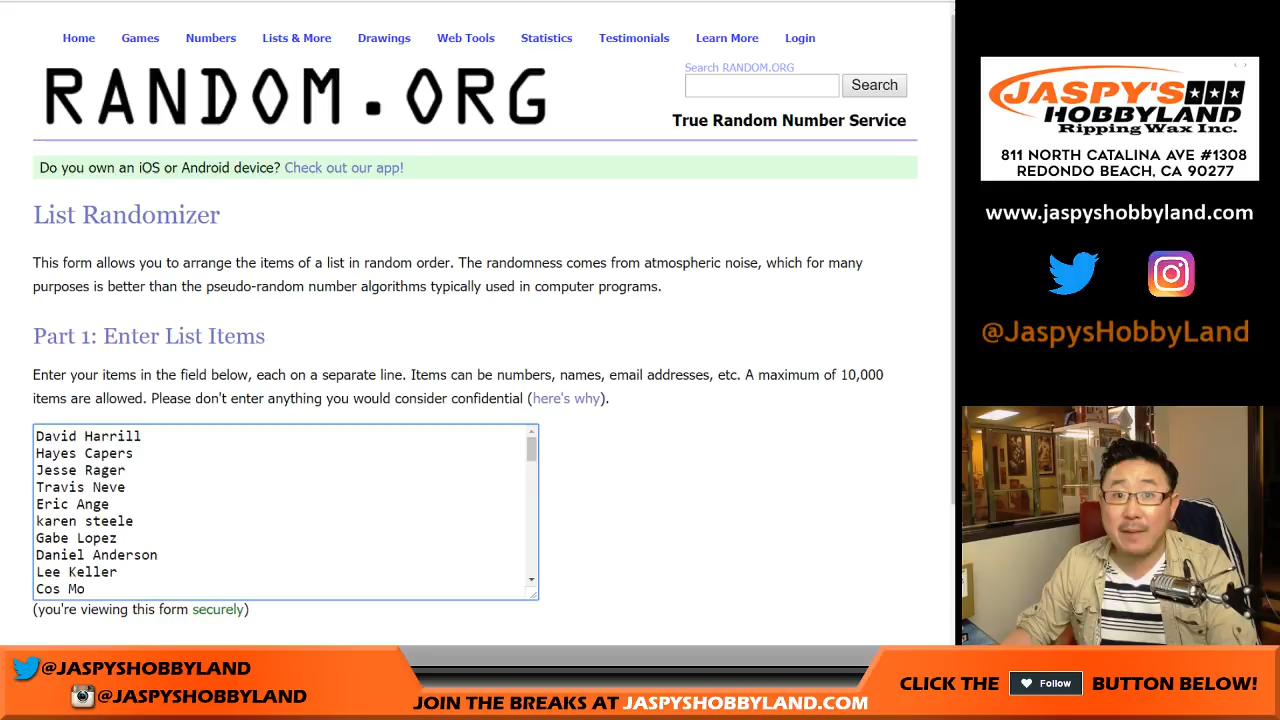 Home Games Numbers Lists & More Drawings Web Tools Statistics Testimonials Learn More Login
RANDOM.ORG
Search RANDOM.ORG
Search
True Random Number Service
Do you own an iOS or Android device? Check out our app!
List Randomizer
This form allows you to arrange the items of a list in random order. The randomness comes from atmospheric noise, which for many
purposes is better than the pseudo-random number algorithms typically used in computer programs.
Part 1: Enter List Items
Enter your items in the field below, each on a separate line. Items can be numbers, names, email addresses, etc. A maximum of 10,000
items are allowed. Please don't enter anything you would consider confidential (here's why).
David Harrill
Hayes Capers
Jesse Rager
Travis Neve
Eric Ange
karen steele
Gabe Lopez
Daniel Anderson
Lee Keller
Cos Mo
(you're viewing this form securely)
JASPY'S
HOBBYLAND
Ripping Wax Inc.
811 NORTH CATALINA AVE #1308
REDONDO BEACH, CA 90277
www.jaspyshobbyland.com
@JaspysHobbyLand
@JASPYSHOBBYLAND
@JASPYSHOBBYLAND
JOIN THE BREAKS AT JASPYSHOBBYLAND.COM
CLICK THE Follow BUTTON BELOW!